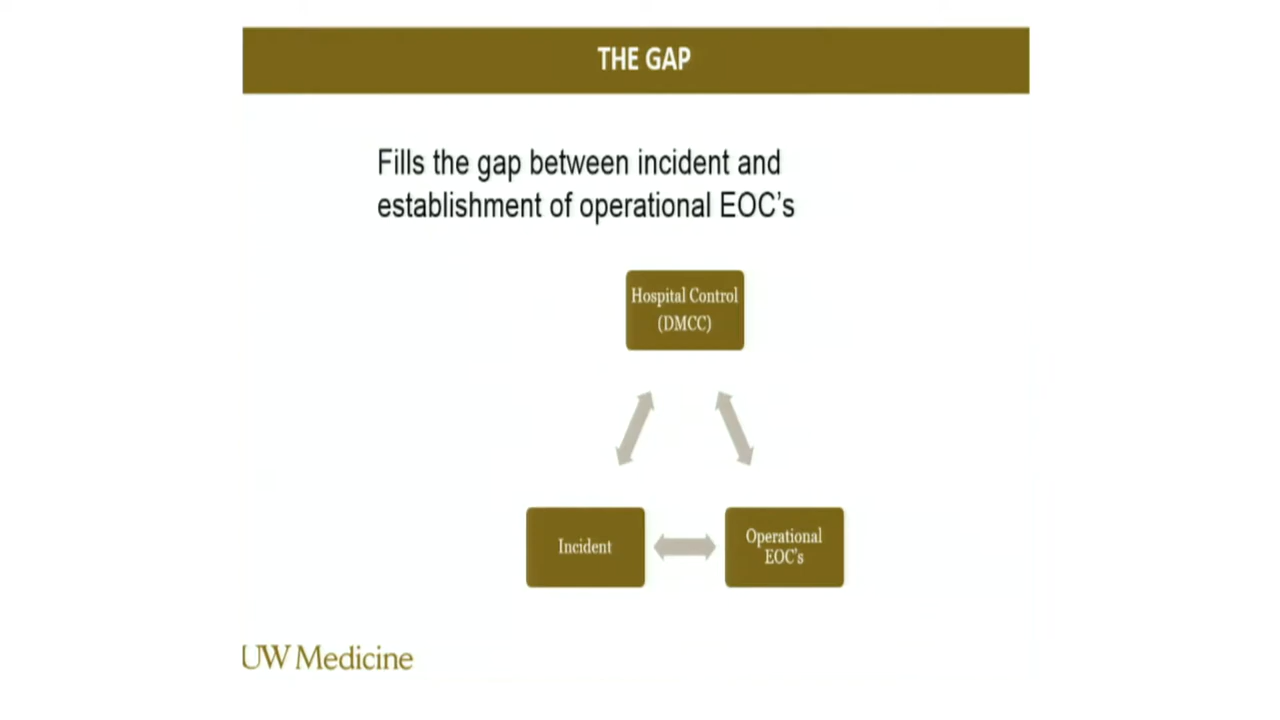 THE GAP
Fills the gap between incident and
establishment of operational EOC’s
Hospital Control
(DMCC)
Incident
Operational
EOC's
UW Medicine